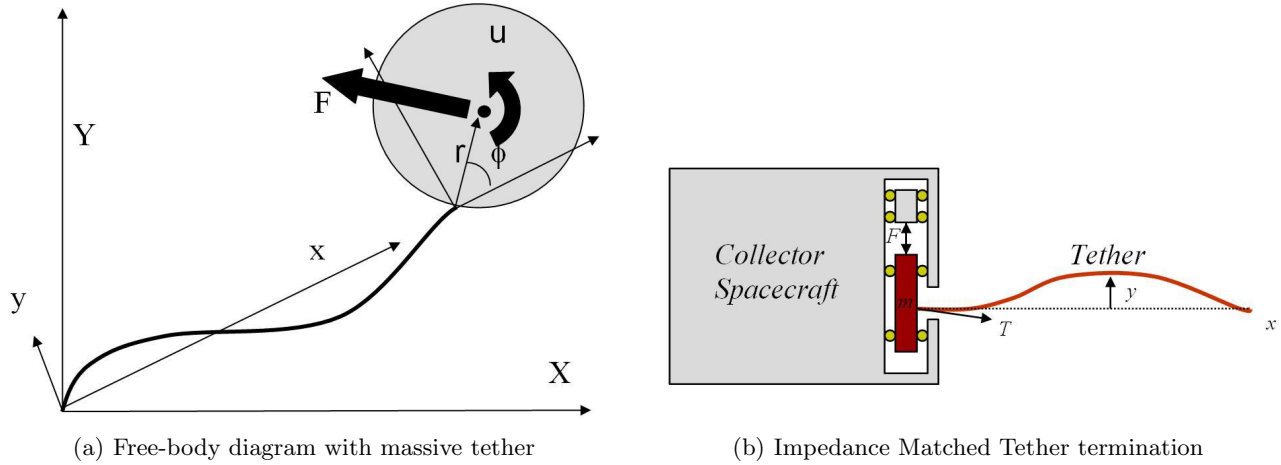 u
F
Y
r ϕ
x
y
X
(a) Free-body diagram with massive tether
F
Collector
Spacecraft
Tether
m
y
x
T
(b) Impedance Matched Tether termination